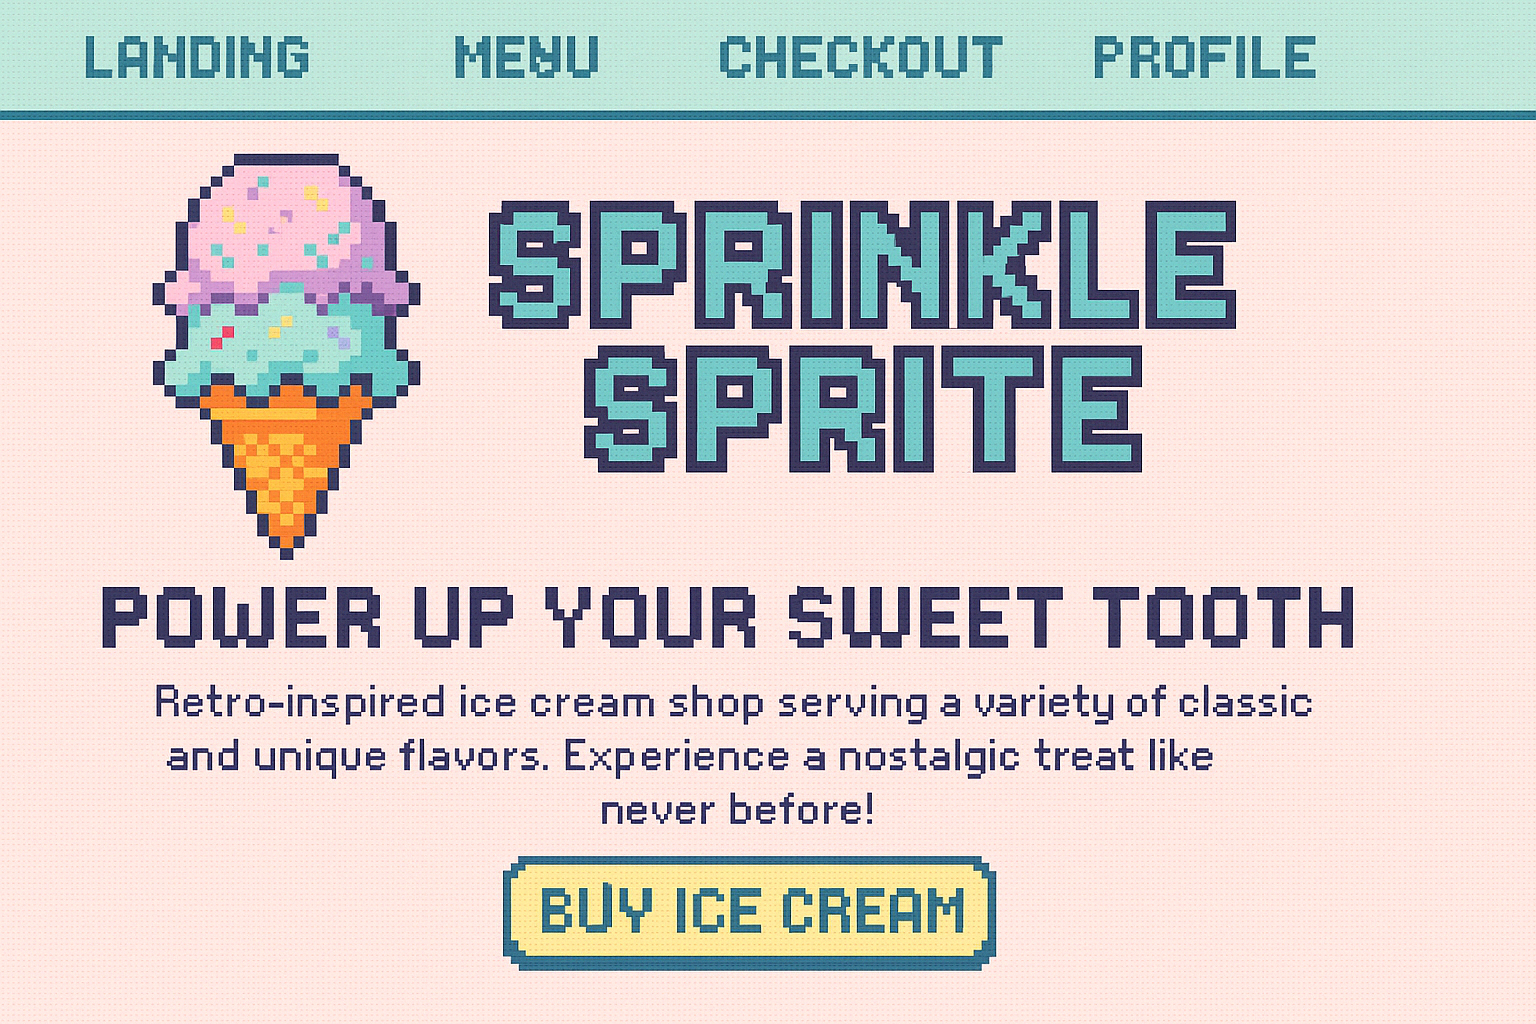 LANDING MENU CHECKOUT PROFILE
SPRINKLE
SPRITE
POWER UP YOUR SWEET TOOTH
Retro-inspired ice cream shop serving a variety of classic
and unique flavors. Experience a nostalgic treat like
never before!
BUY ICE CREAM